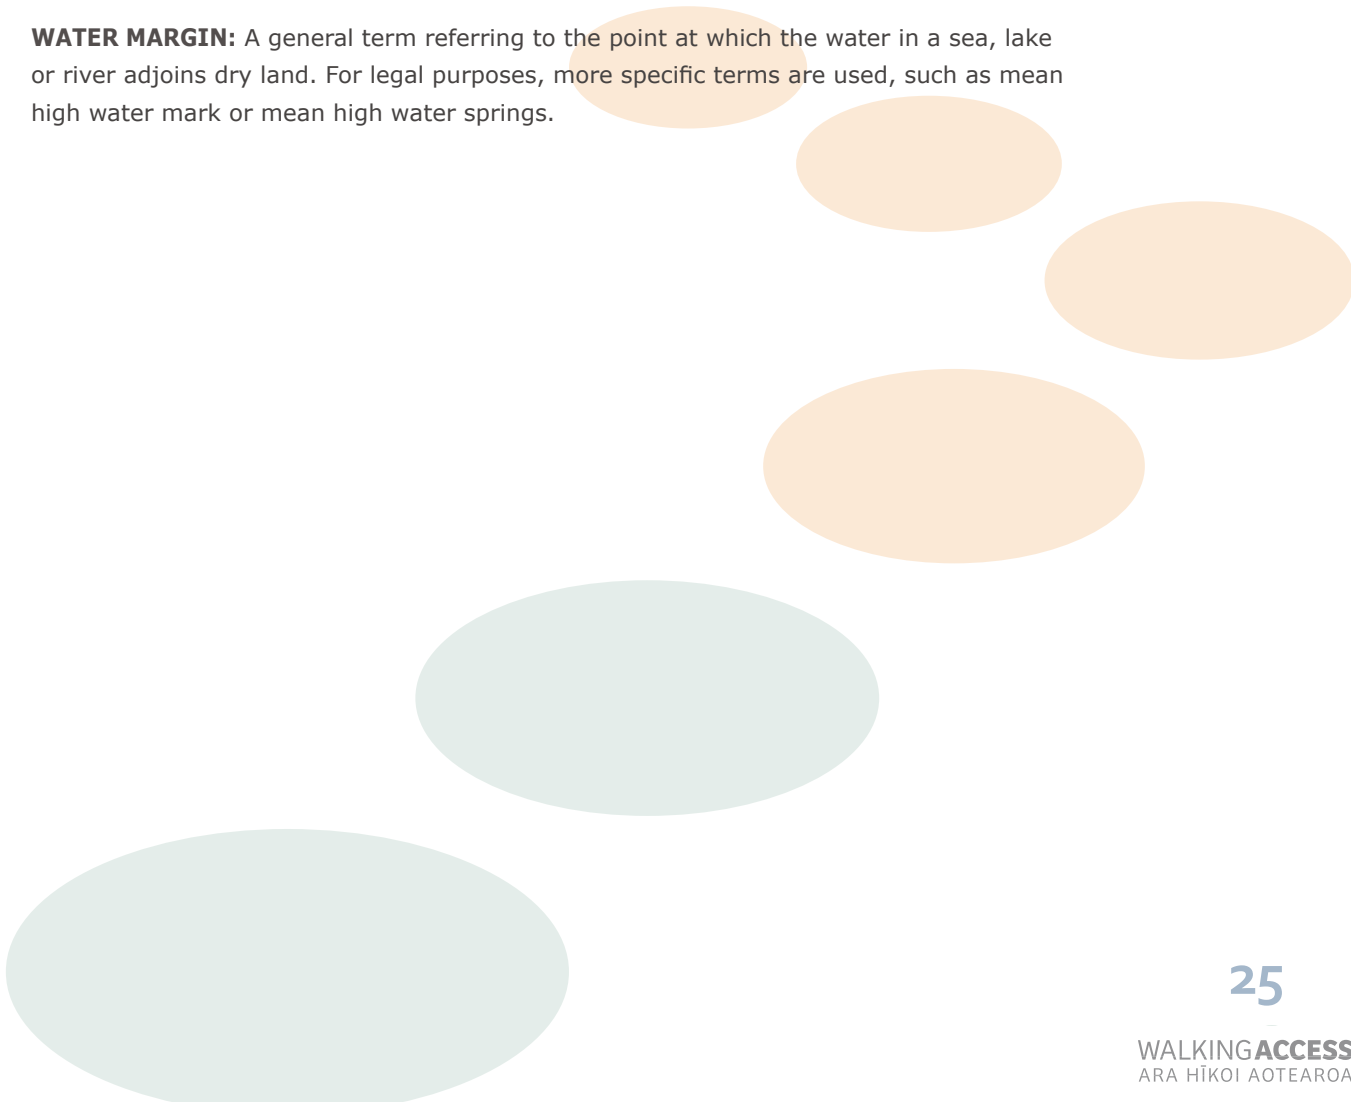 WATER MARGIN: A general term referring to the point at which the water in a sea, lake
or river adjoins dry land. For legal purposes, more specific terms are used, such as mean
high water mark or mean high water springs.
25
WALKING ACCESS
ARA HĪKOI AOTEAROA